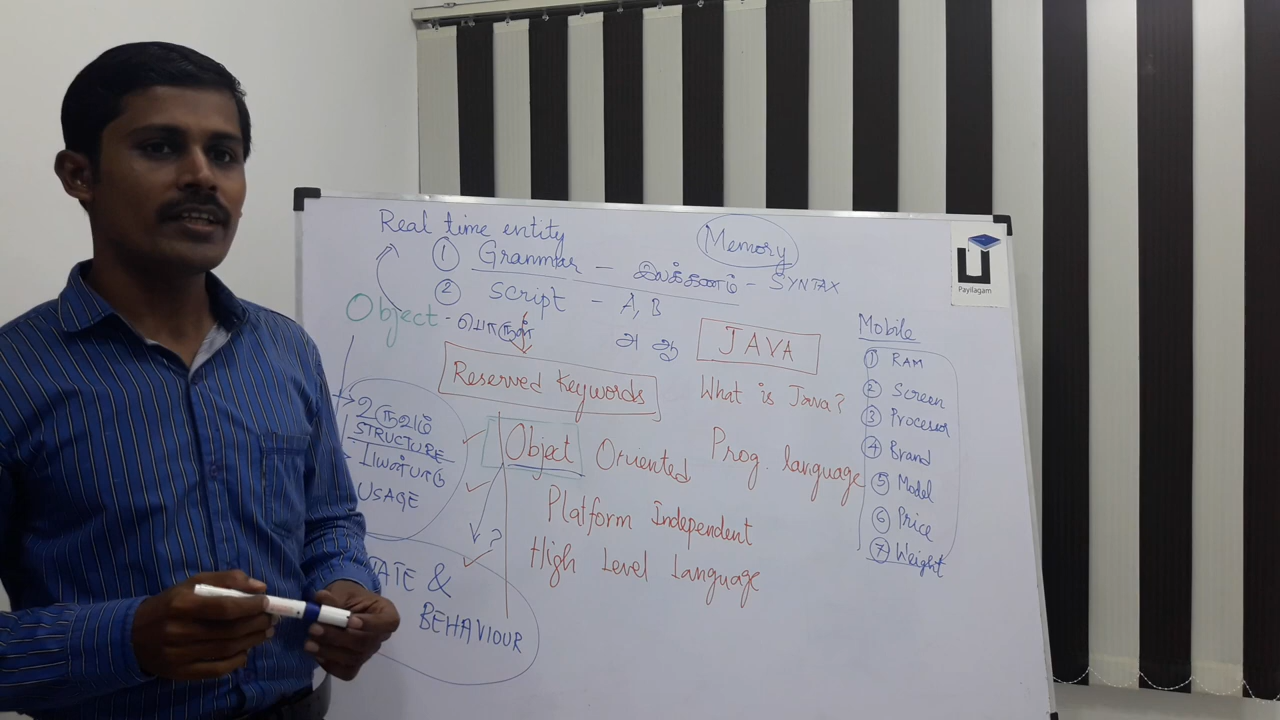 Real time entity
Memory
① Grammar – இலக்கணம் – SYNTAX
② Script – A, B
Object - பொருள்
அ ஆ
JAVA
Reserved Keywords
What is Java?
Object Oriented Prog. language
Platform Independent
High Level Language
உருவம்
STRUCTURE
பயன்பாடு
USAGE
?
ATE &
BEHAVIOUR
Payilagam
Mobile
① RAM
② Screen
③ Procesor
④ Brand
⑤ Model
⑥ Price
⑦ Weight